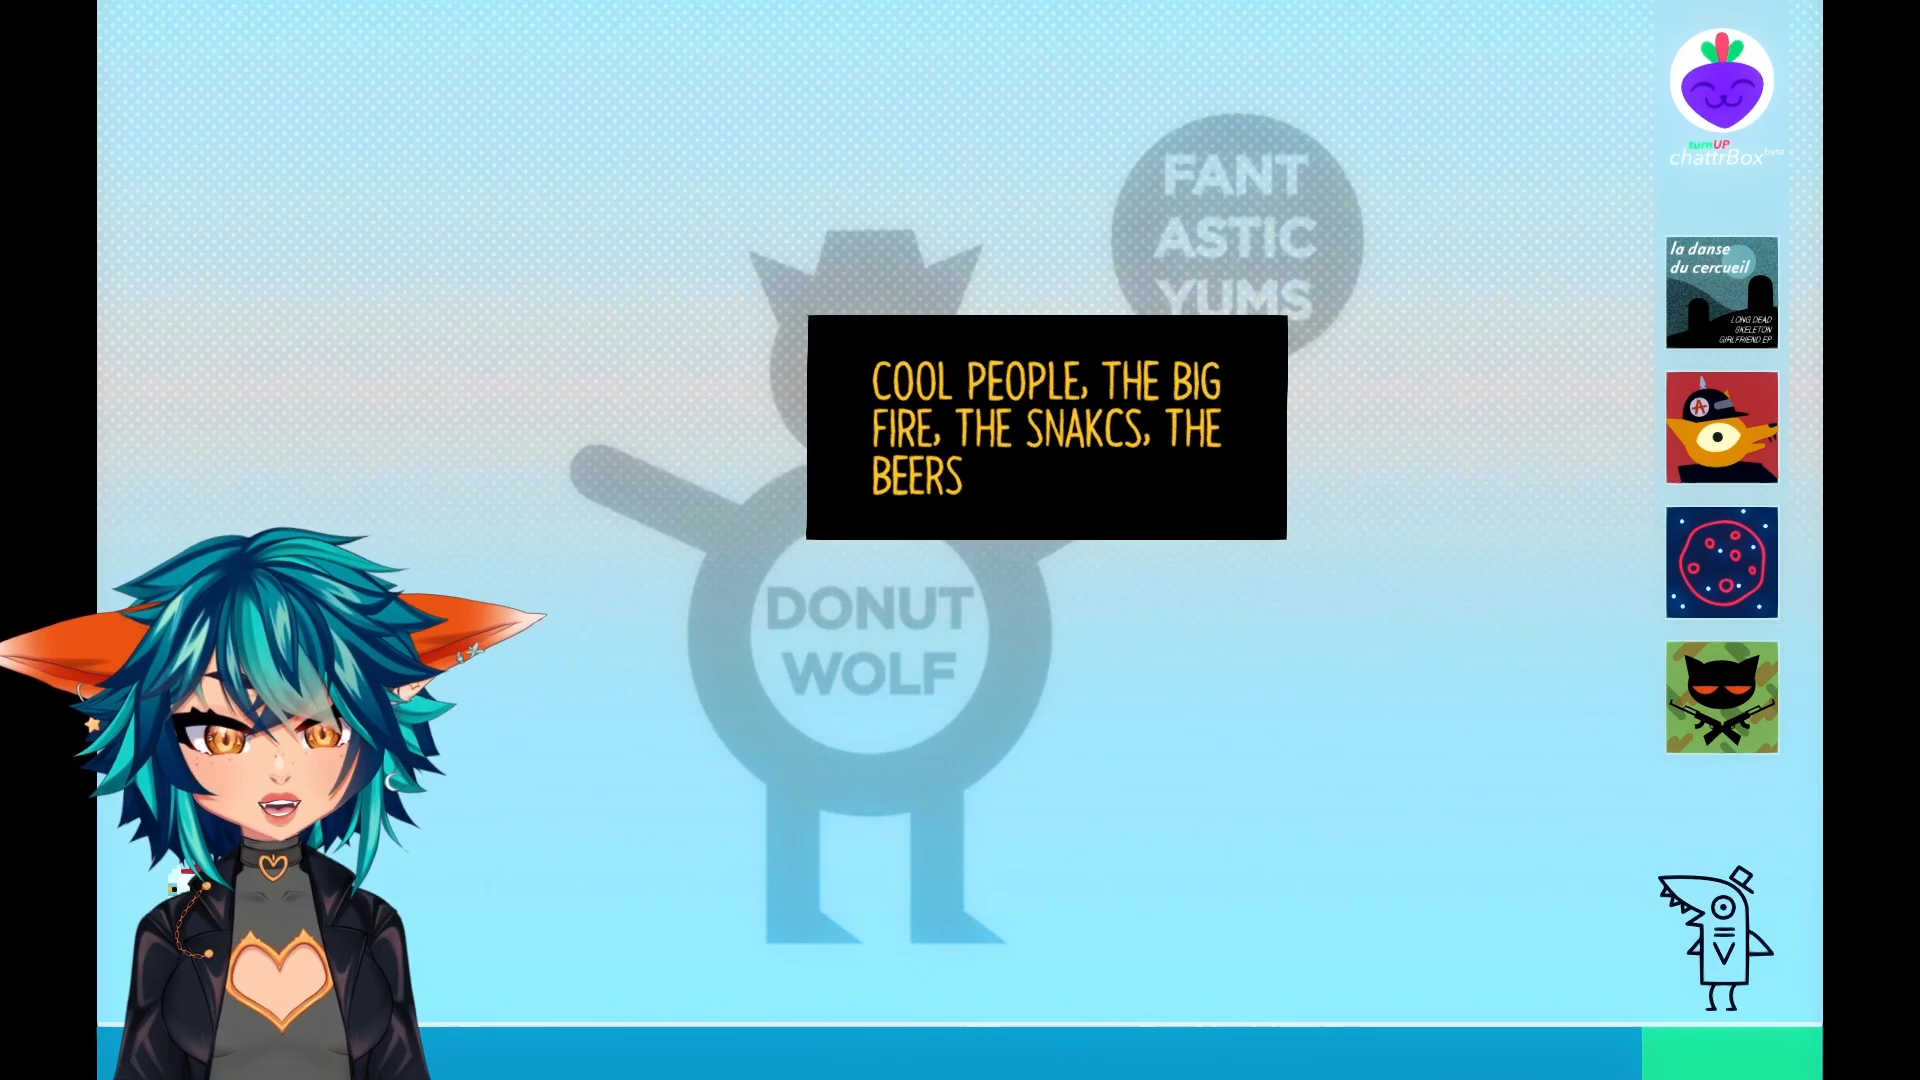 FANT
ASTIC
YUMS
COOL PEOPLE, THE BIG
FIRE, THE SNAKCS, THE
BEERS
DONUT
WOLF
turnUP
chattrBox beta
la danse
du cercueil
LONG DEAD
SKELETON
GIRLFRIEND EP
A